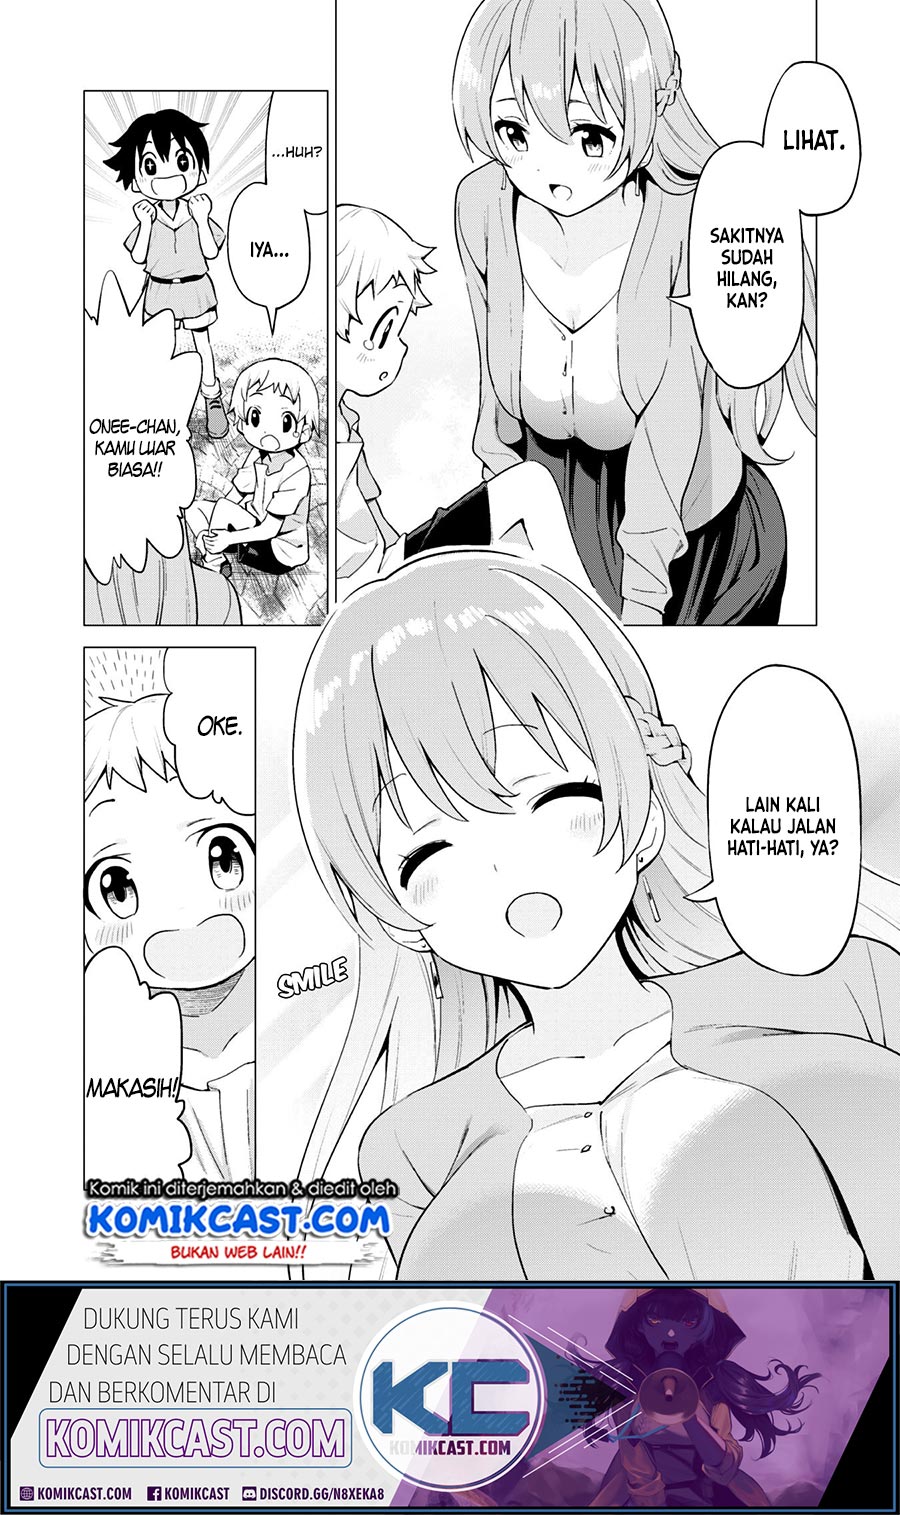 LIHAT.
SAKITNYA
SUDAH
HILANG,
KAN?
...HUH?
IYA...
ONEE-CHAN,
KAMU LUAR
BIASA!!
LAIN KALI
KALAU JALAN
HATI-HATI, YA?
SMILE
OKE.
MAKASIH!
Komik ini diterjemahkan & diedit oleh
KOMIKCAST.COM
BUKAN WEB LAIN!!
DUKUNG TERUS KAMI
DENGAN SELALU MEMBACA
DAN BERKOMENTAR DI
KOMIKCAST.COM
KOMIKCAST.COM KOMIKCAST DISCORD.GG/N8XEKA8
KC
KOMIKCAST.COM